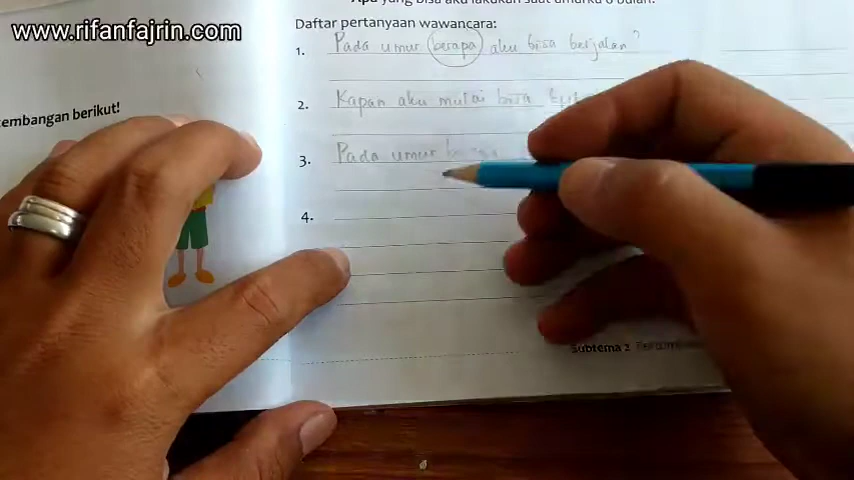 Apa yang bisa aku lakukan saat umurku 6 bulan.
www.rifanfajrin.com
Daftar pertanyaan wawancara:
1. Pada umur berapa aku bisa berjalan?
2. Kapan aku mulai bisa
3. Pada umur
4.
kembangan berikut!
Subtema 2